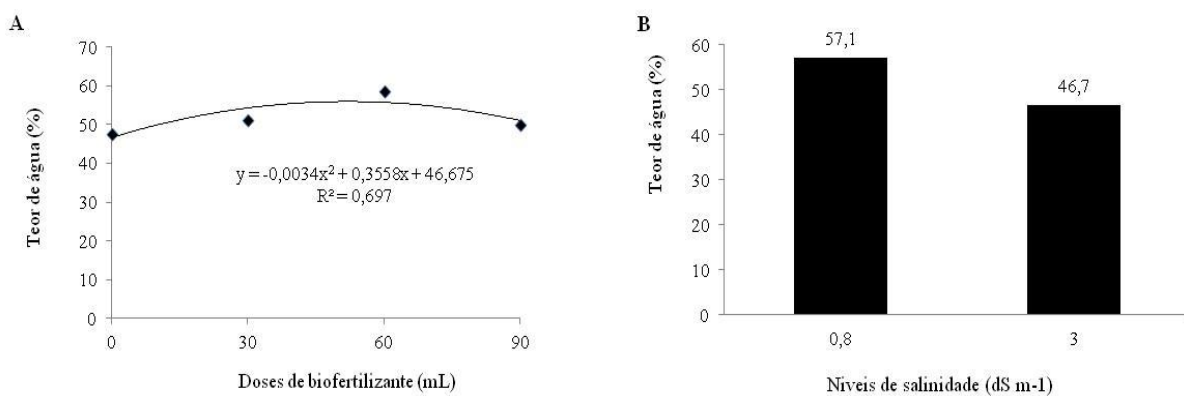 A
Teor de água (%)
70
60
50
40
30
20
10
0
y = -0,0034x² + 0,3558x + 46,675
R² = 0,697
0 30 60 90
Doses de biofertilizante (mL)
B
Teor de água (%)
60
50
40
30
20
10
0
57,1
46,7
0,8 3
Niveis de salinidade (dS m-1)